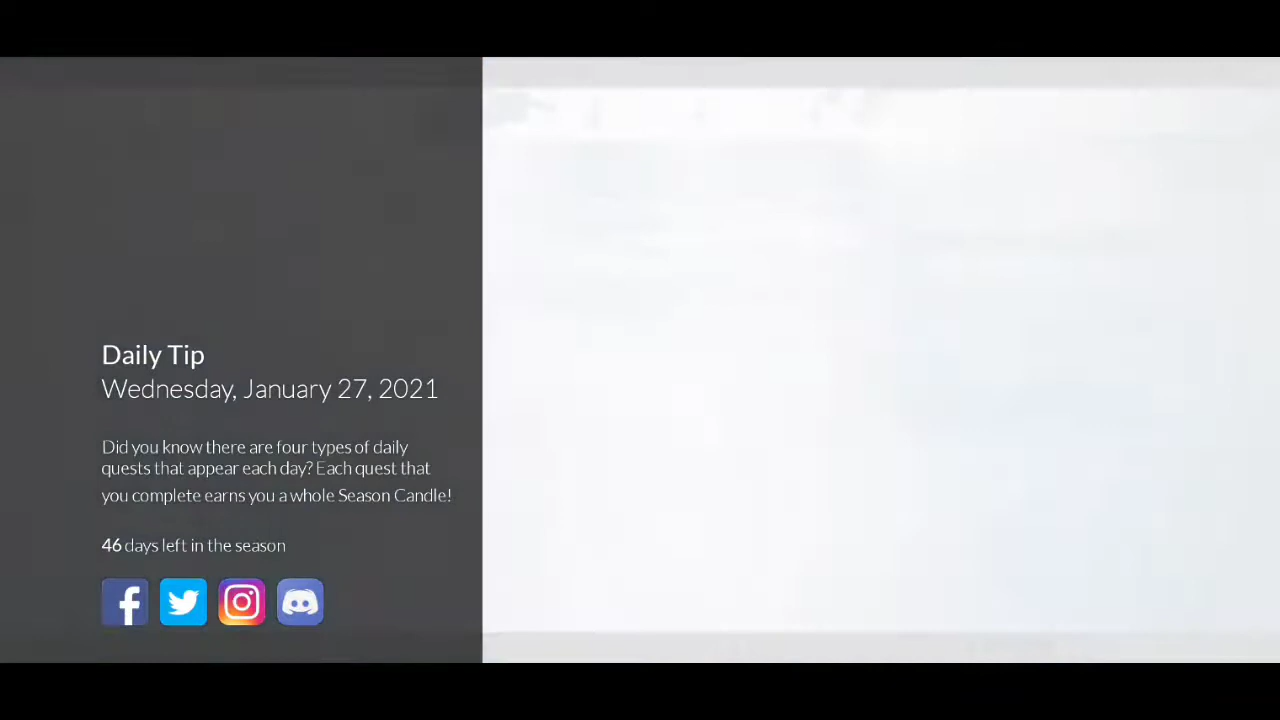 Daily Tip
Wednesday, January 27, 2021
Did you know there are four types of daily
quests that appear each day? Each quest that
you complete earns you a whole Season Candle!
46 days left in the season